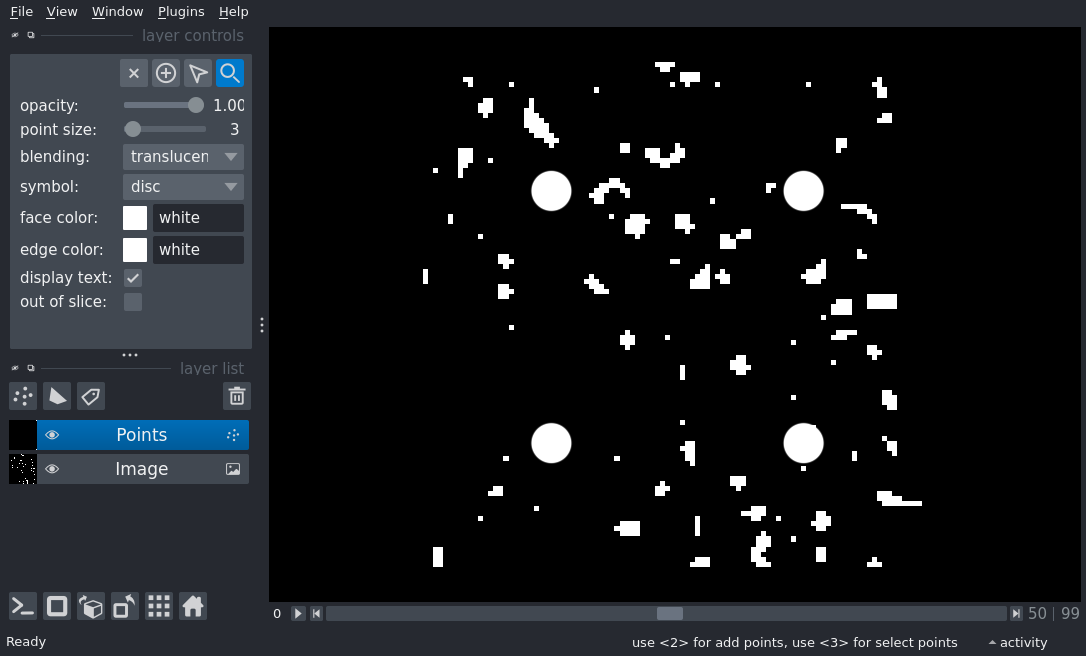 File View Window Plugins Help
layer controls
opacity: 1.00
point size: 3
blending: translucen
symbol: disc
face color: white
edge color: white
display text:
out of slice:
layer list
Points
Image
0 50 | 99
Ready use <2> for add points, use <3> for select points activity